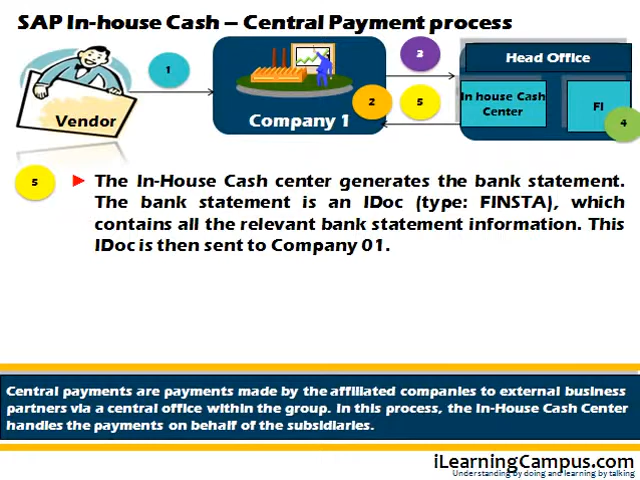 SAP In-house Cash – Central Payment process
Vendor
1
Company 1
2
3
5
Head Office
In house Cash
Center
FI
4
5
► The In-House Cash center generates the bank statement.
The bank statement is an IDoc (type: FINSTA), which
contains all the relevant bank statement information. This
IDoc is then sent to Company 01.
Central payments are payments made by the affiliated companies to external business
partners via a central office within the group. In this process, the In-House Cash Center
handles the payments on behalf of the subsidiaries.
iLearningCampus.com
Understanding by doing and learning by talking